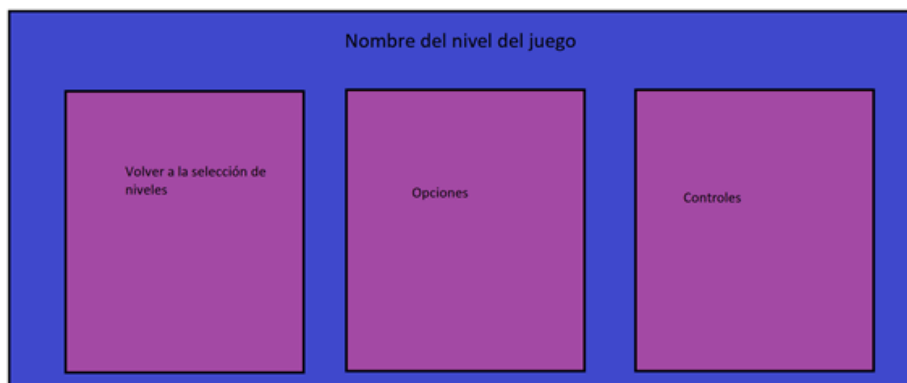 Nombre del nivel del juego
Volver a la selección de
niveles
Opciones
Controles